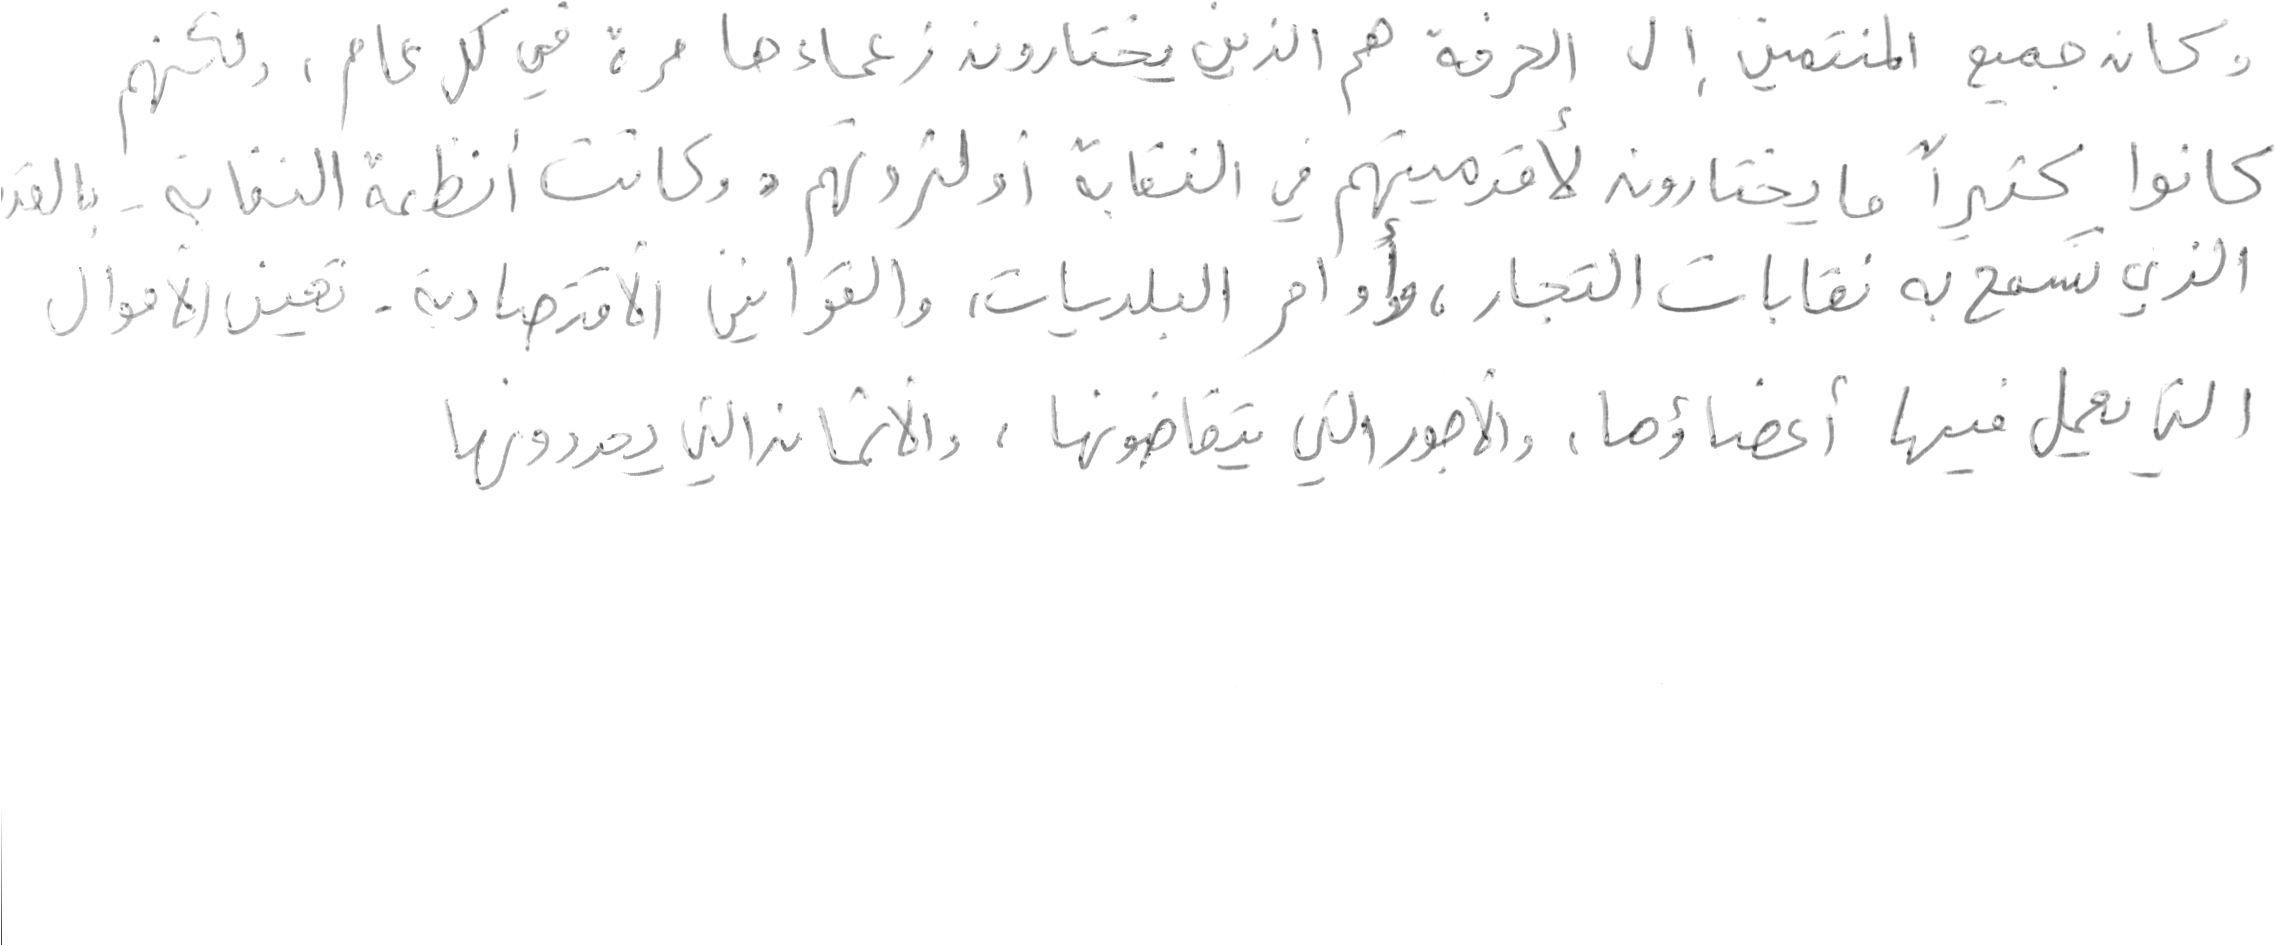 وكان جميع المنتمين إلى الحرفة هم الذين يختارون زعماءها مرة في كل عام، ولكنهم
كانوا كثيراً ما يختارون لأقدميتهم في النقابة أو لثروتهم. وكانت أنظمة النقابة - بالقدر
الذي تسمح به نقابات التجار، وأوامر البلديات، والقوانين الأقتصادية - تعين الأحوال
التي يعمل فيها أعضاؤها، والأجور التي يتقاضونها، والأثمان التي يحددونها